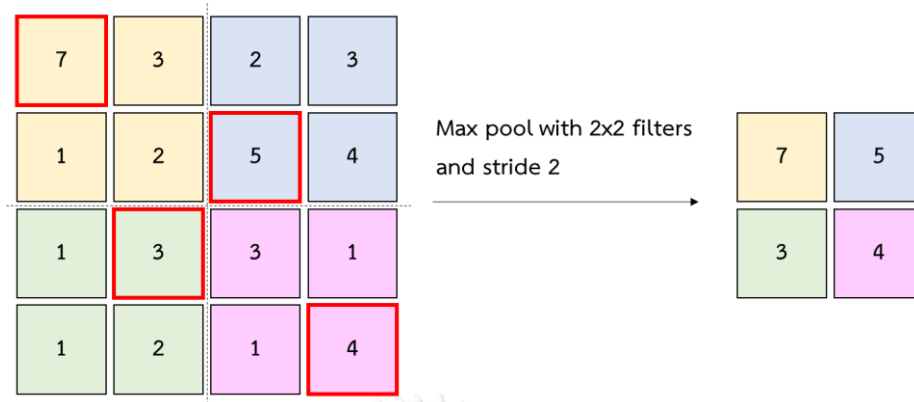 7 3 2 3
1 2 5 4
1 3 3 1
1 2 1 4
Max pool with 2x2 filters
and stride 2
7 5
3 4